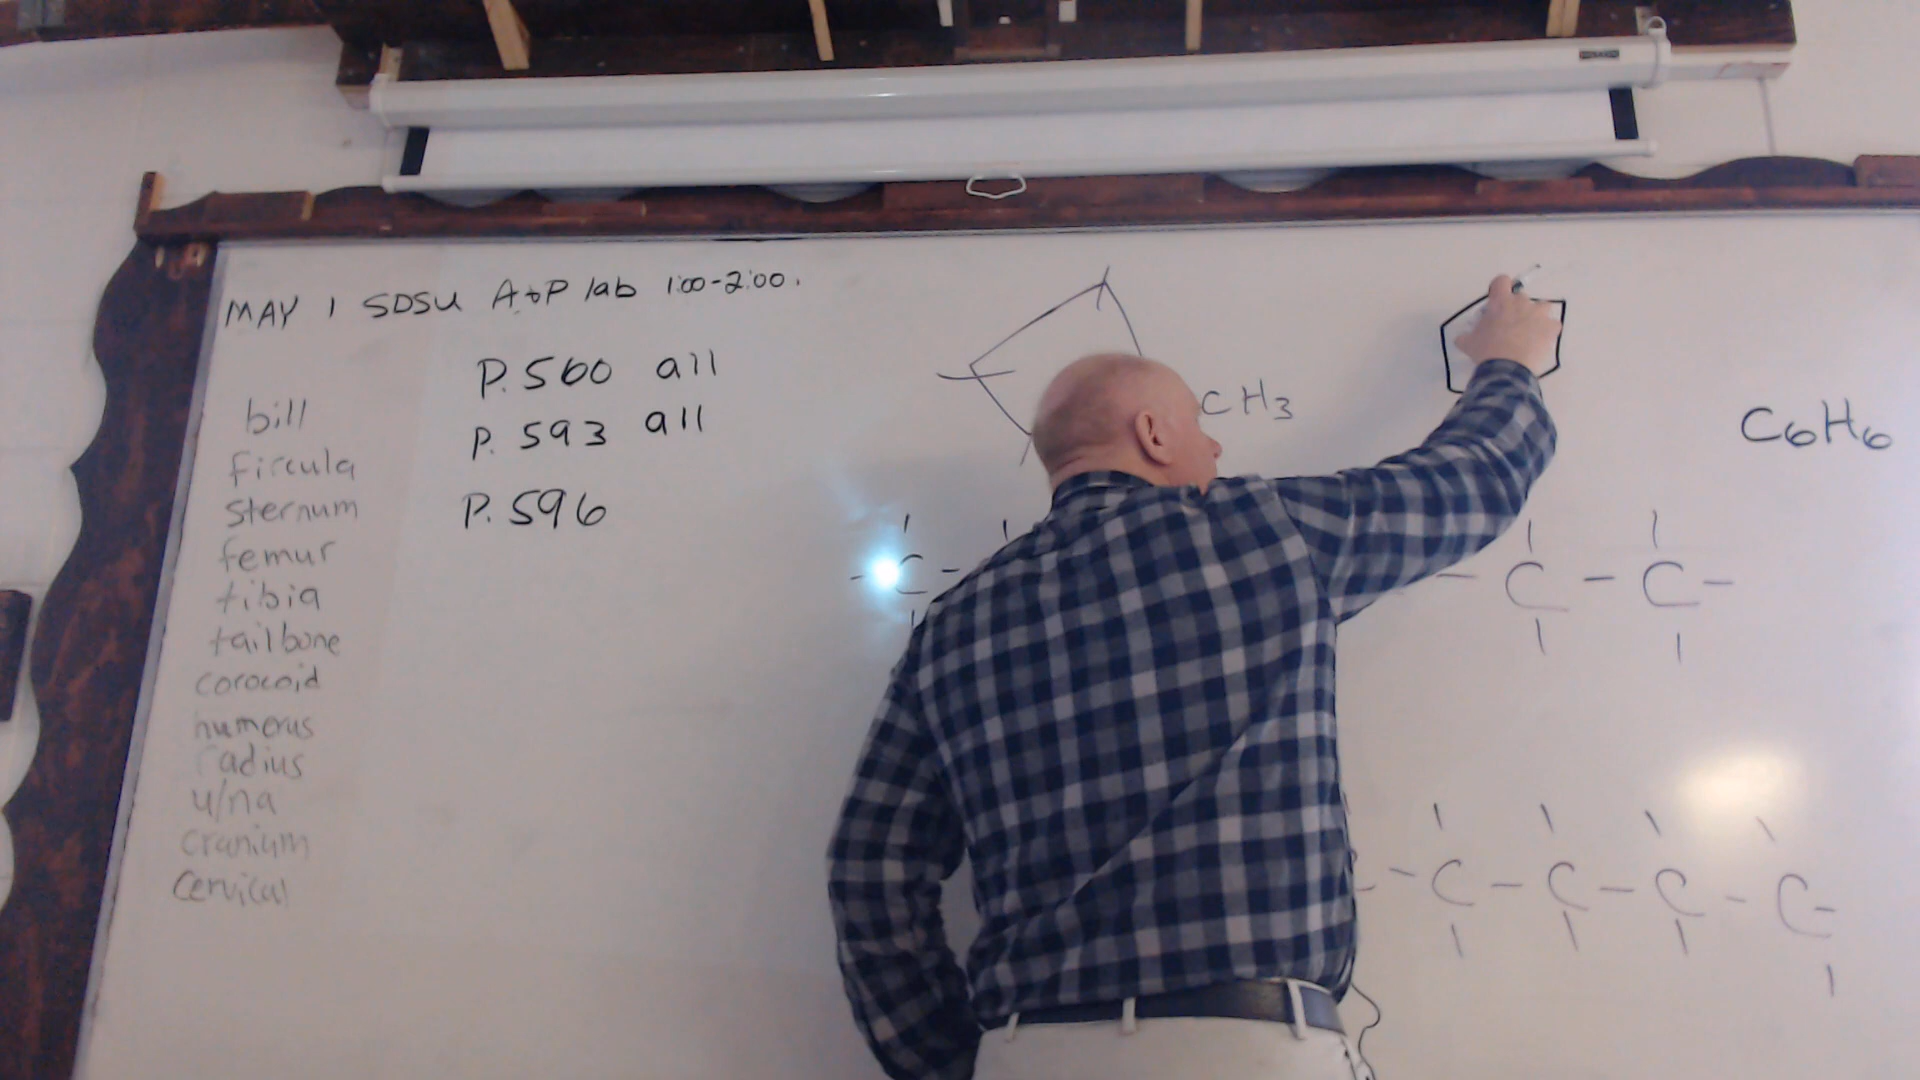 MAY 1 SDSU A+P lab 1:00-2:00.
P. 560 all
P. 593 all
P. 596
bill
fircula
sternum
femur
tibia
tailbone
corocoid
humerus
radius
ulna
cranium
Cervical
CH3
C6H6
C - C - C -
- C - C - C - C -